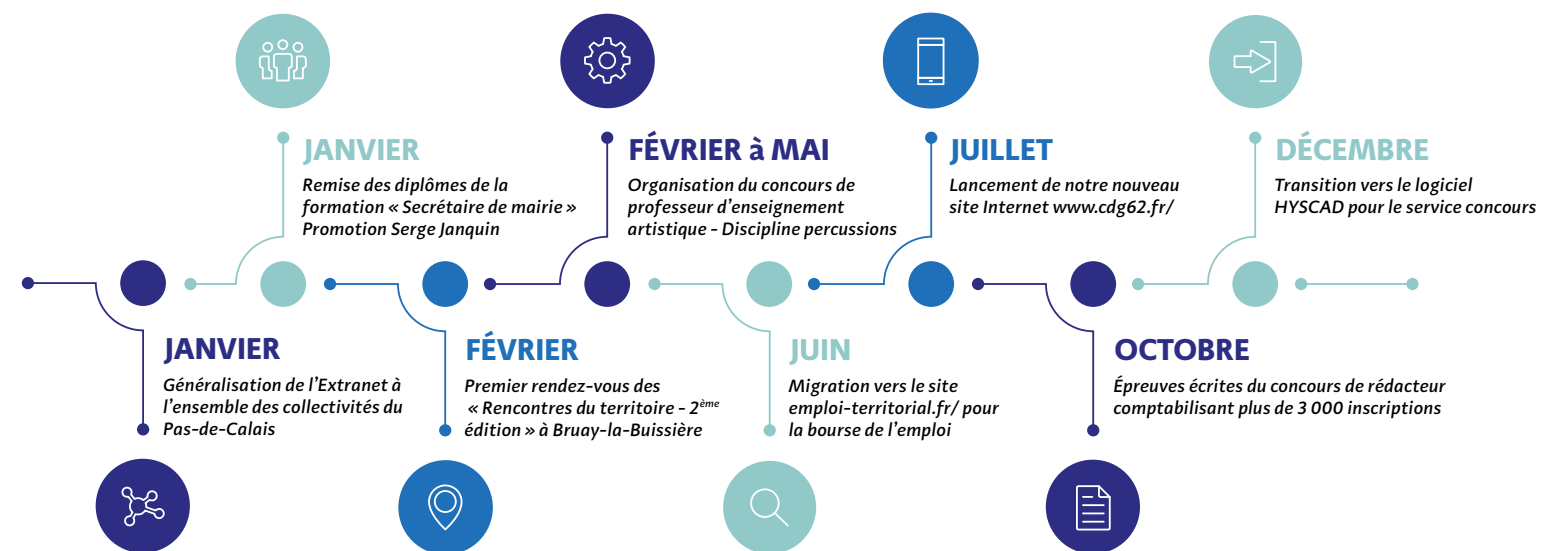 JANVIER
Remise des diplômes de la
formation « Secrétaire de mairie »
Promotion Serge Janquin
FÉVRIER à MAI
Organisation du concours de
professeur d'enseignement
artistique - Discipline percussions
JUILLET
Lancement de notre nouveau
site Internet www.cdg62.fr/
DÉCEMBRE
Transition vers le logiciel
HYSCAD pour le service concours
JANVIER
Généralisation de l'Extranet à
l'ensemble des collectivités du
Pas-de-Calais
FÉVRIER
Premier rendez-vous des
« Rencontres du territoire - 2ème
édition » à Bruay-la-Buissière
JUIN
Migration vers le site
emploi-territorial.fr/ pour
la bourse de l'emploi
OCTOBRE
Épreuves écrites du concours de rédacteur
comptabilisant plus de 3 000 inscriptions